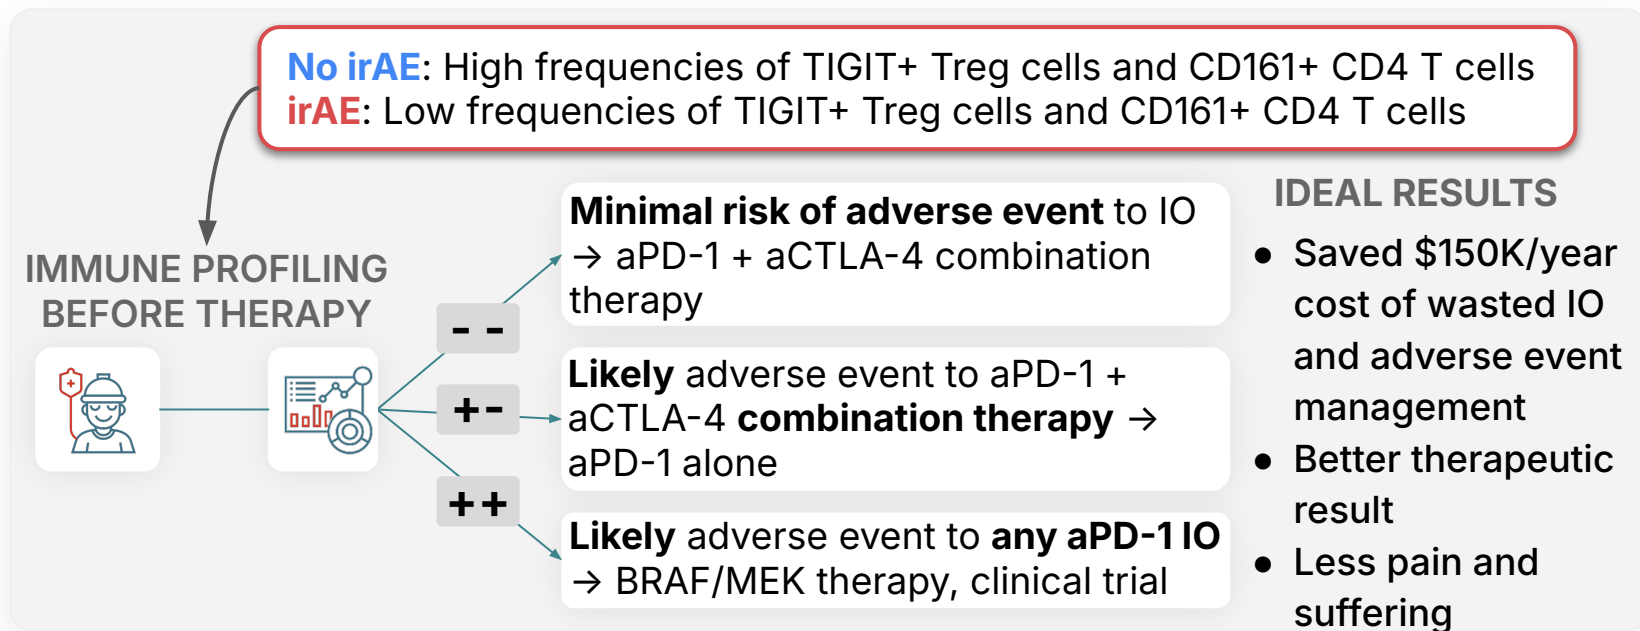 No irAE: High frequencies of TIGIT+ Treg cells and CD161+ CD4 T cells
irAE: Low frequencies of TIGIT+ Treg cells and CD161+ CD4 T cells
IMMUNE PROFILING
BEFORE THERAPY
- -
+-
++
Minimal risk of adverse event to IO
→ aPD-1 + aCTLA-4 combination
therapy
Likely adverse event to aPD-1 +
aCTLA-4 combination therapy →
aPD-1 alone
Likely adverse event to any aPD-1 IO
→ BRAF/MEK therapy, clinical trial
IDEAL RESULTS
● Saved $150K/year
cost of wasted IO
and adverse event
management
● Better therapeutic
result
● Less pain and
suffering